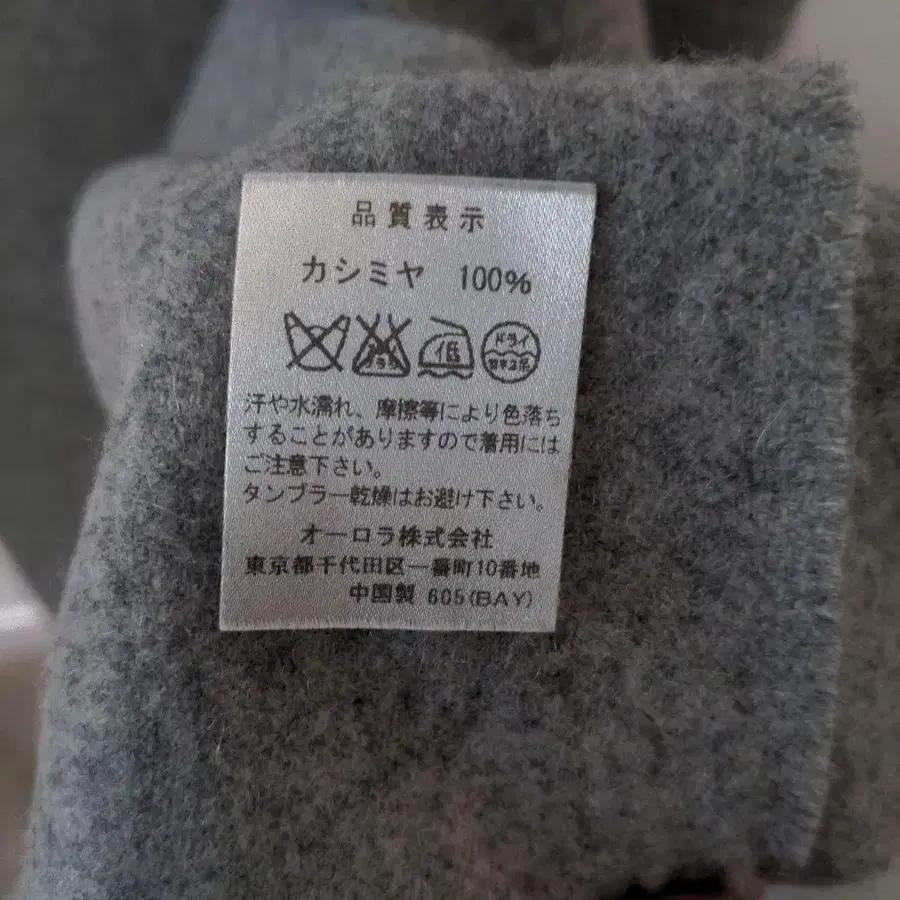 品質表示
カシミヤ 100%
低 ドライ
汗や水濡れ、摩擦等により色落ち
することがありますので着用には
ご注意下さい。
タンブラー乾燥はお避け下さい。
オーロラ株式会社
東京都千代田区一番町10番地
中国製 605(BAY)